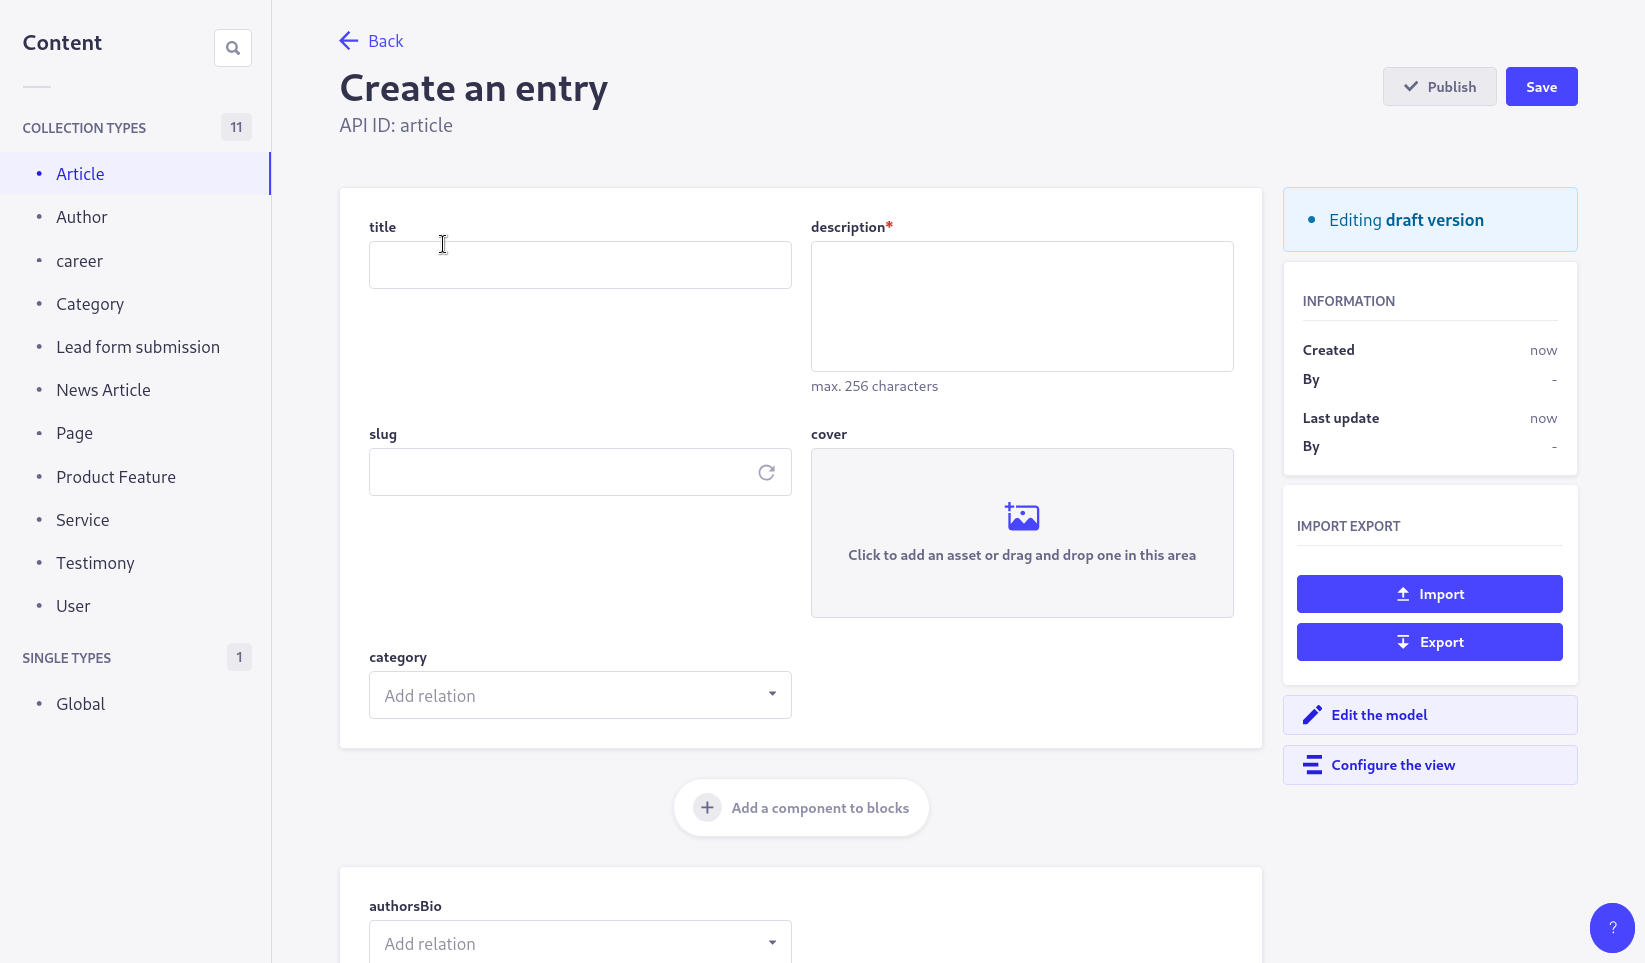 Content
COLLECTION TYPES 11
Article
Author
career
Category
Lead form submission
News Article
Page
Product Feature
Service
Testimony
User
SINGLE TYPES 1
Global
Back
Create an entry
API ID: article
Publish
Save
title
description*
max. 256 characters
slug
cover
Click to add an asset or drag and drop one in this area
category
Add relation
Add a component to blocks
authorsBio
Add relation
Editing draft version
INFORMATION
Created now
By -
Last update now
By -
IMPORT EXPORT
Import
Export
Edit the model
Configure the view
?